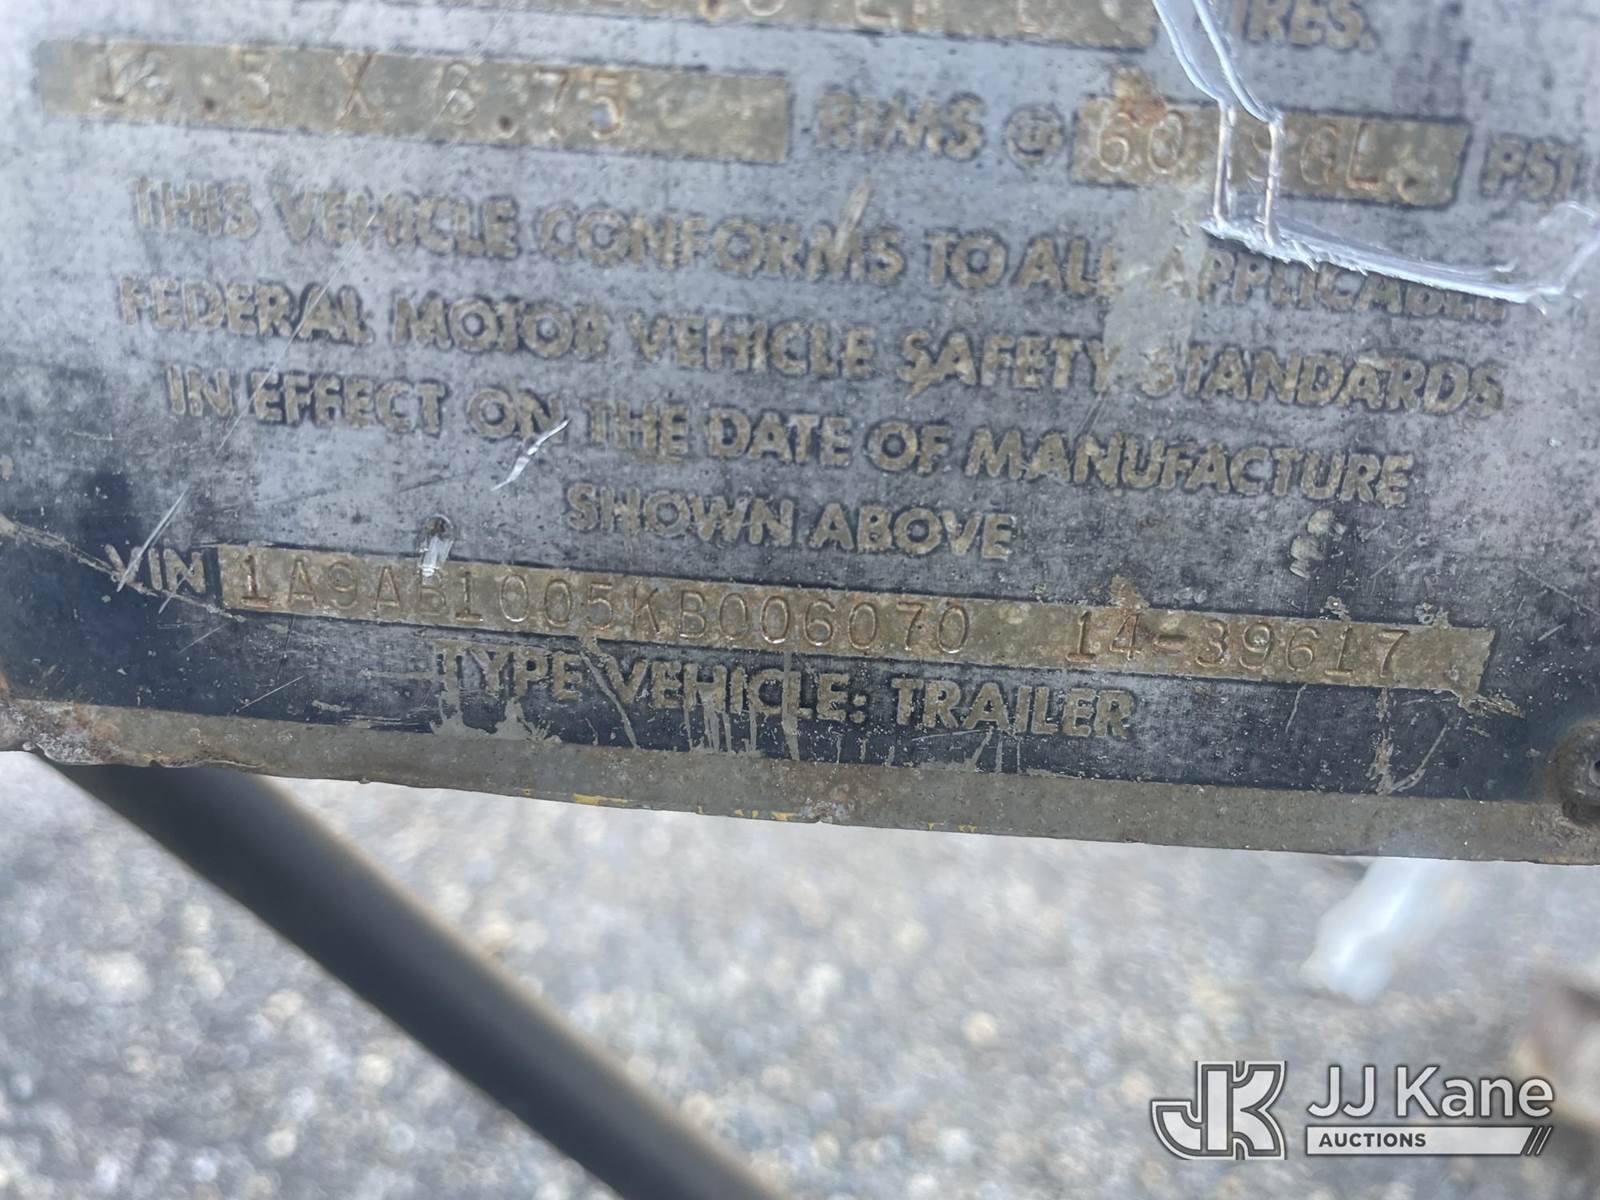 TIRES.
16.5 X 6.75 RIMS @ 60 SGL. PSI
THIS VEHICLE CONFORMS TO ALL APPLICABLE
FEDERAL MOTOR VEHICLE SAFETY STANDARDS
IN EFFECT ON THE DATE OF MANUFACTURE
SHOWN ABOVE
VIN 1A9AB1005KB006070 14-39617
TYPE VEHICLE: TRAILER
JK JJ Kane
AUCTIONS